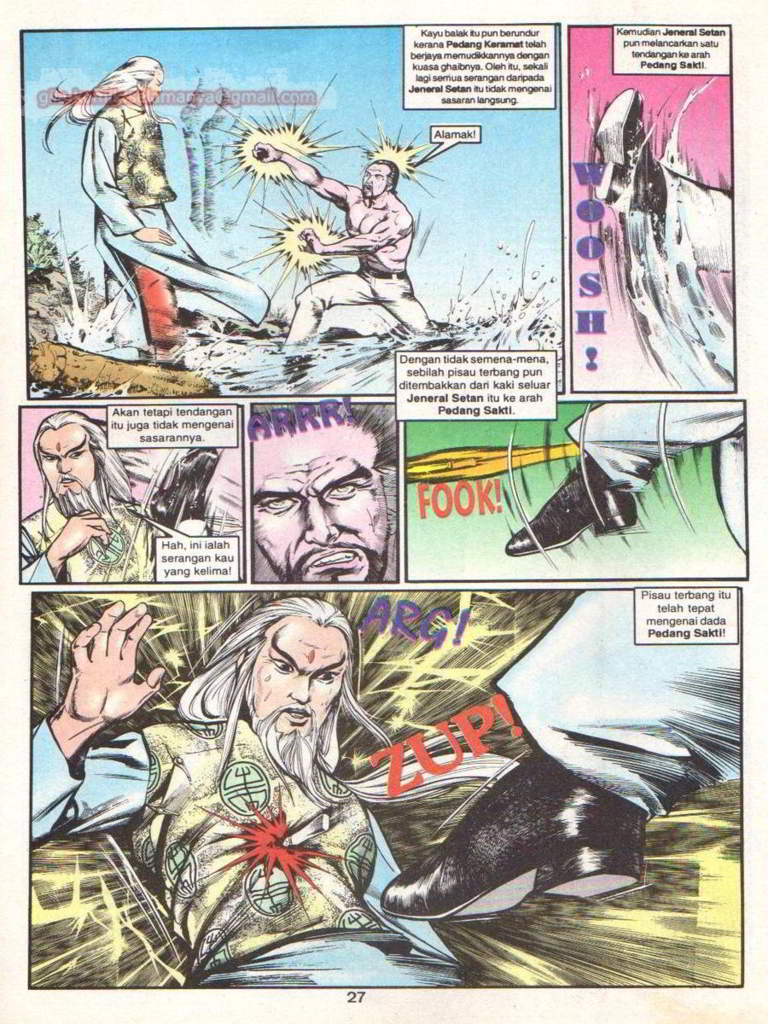 Kayu balak itu pun berundur
kerana Pedang Keramat telah
berjaya memudikkannya dengan
kuasa ghaibnya. Oleh itu, sekali
lagi semua serangan daripada
Jeneral Setan itu tidak mengenai
sasaran langsung.
Alamak!
Kemudian Jeneral Setan
pun melancarkan satu
tendangan ke arah
Pedang Sakti.
WOOSH!
Dengan tidak semena-mena,
sebilah pisau terbang pun
ditembakkan dari kaki seluar
Jeneral Setan itu ke arah
Pedang Sakti.
Akan tetapi tendangan
itu juga tidak mengenai
sasarannya.
Hah, ini ialah
serangan kau
yang kelima!
ARRR!
FOOK!
Pisau terbang itu
telah tepat
mengenai dada
Pedang Sakti!
ARG!
ZUP!
27